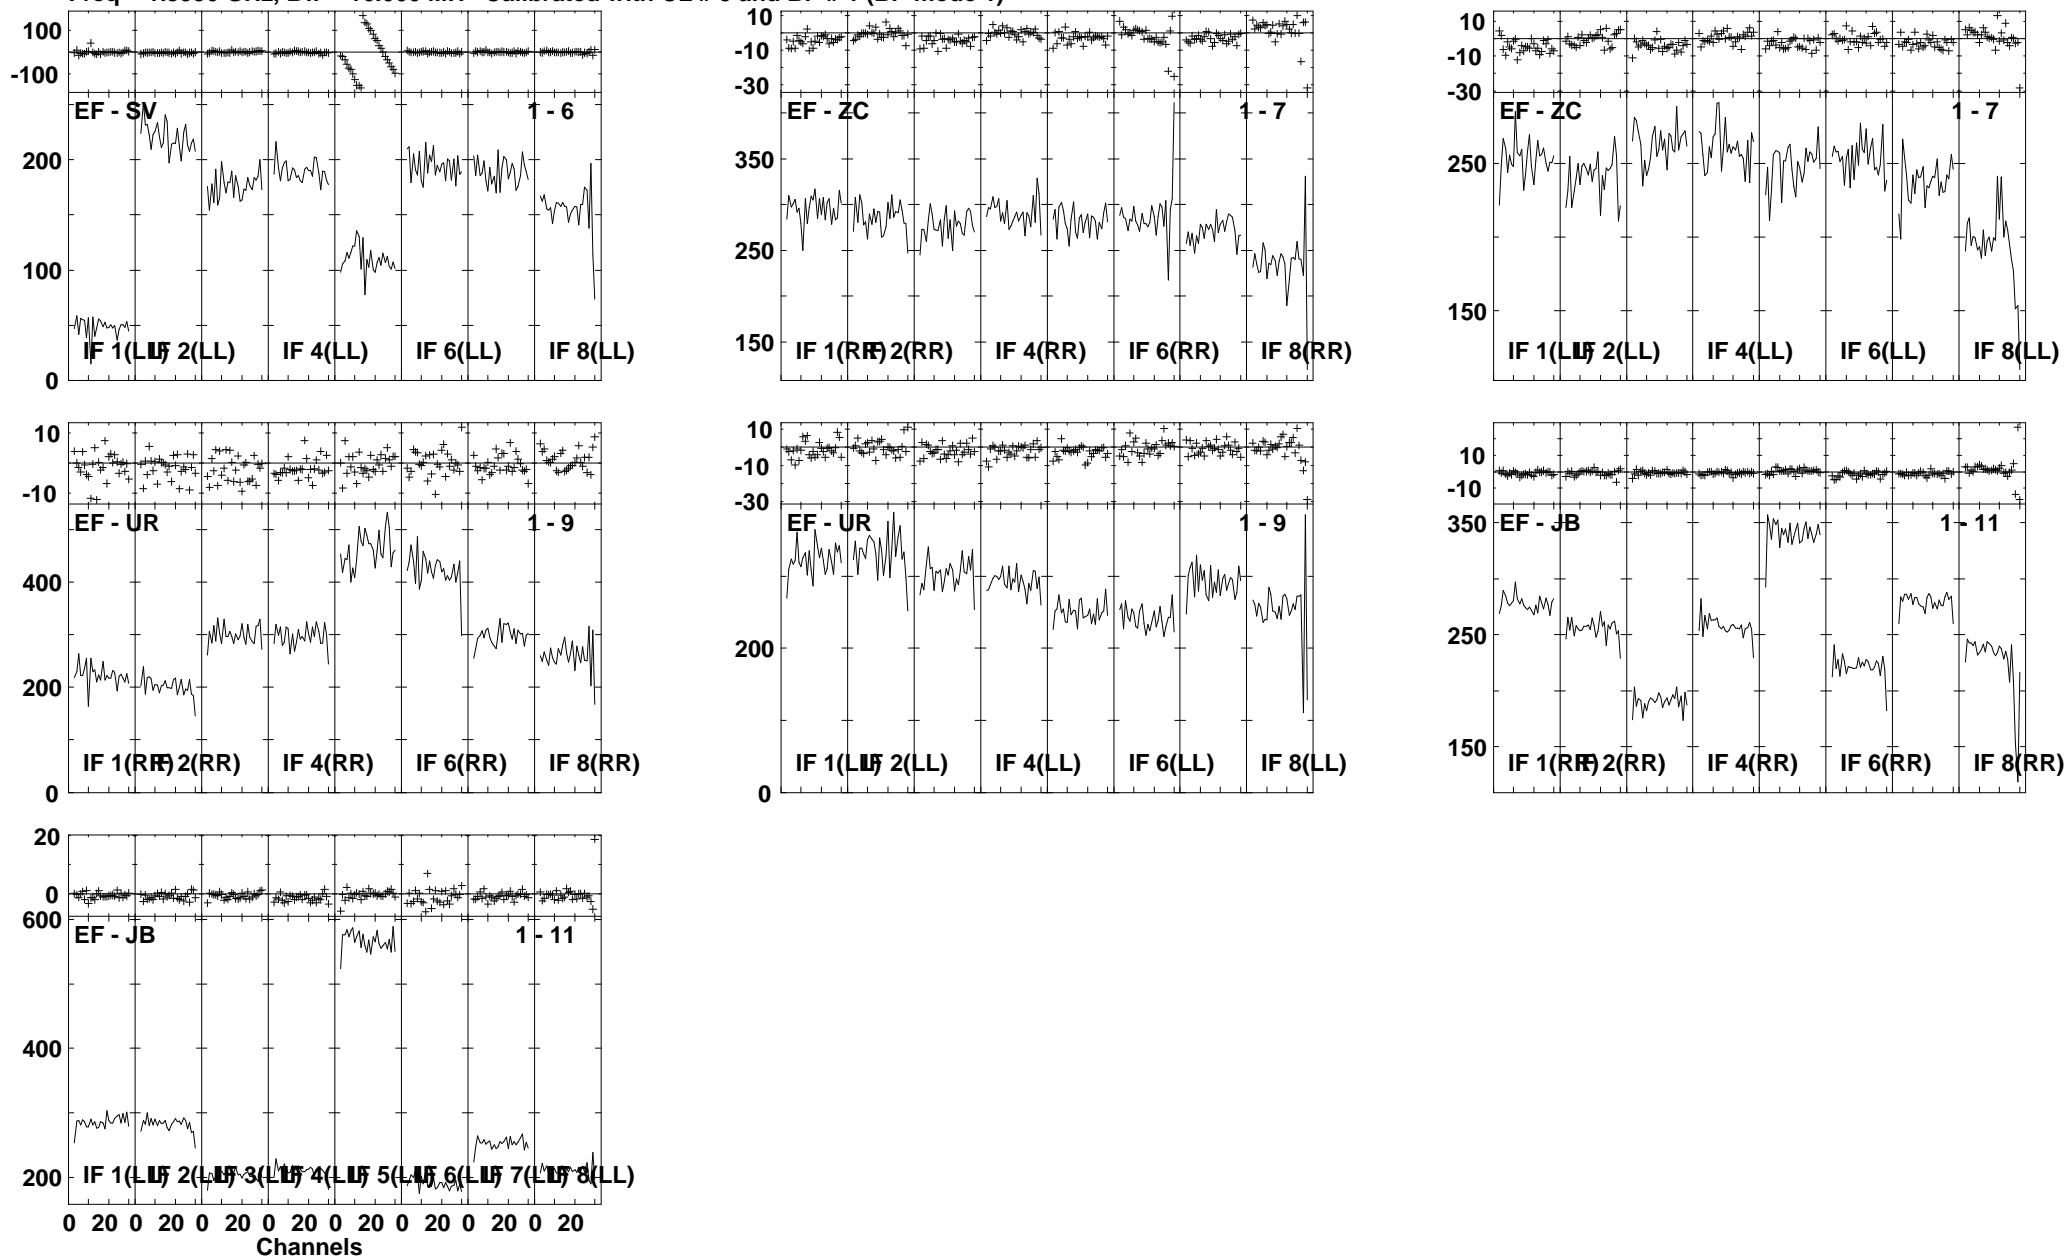 100
-100
EF - SV 1 - 6
200
100
0
IF 1(LL) IF 2(LL) IF 4(LL) IF 6(LL) IF 8(LL)
10
-10
-30
EF - ZC 1 - 7
350
250
150
IF 1(RR) IF 2(RR) IF 4(RR) IF 6(RR) IF 8(RR)
10
-10
-30
EF - ZC 1 - 7
250
150
IF 1(LL) IF 2(LL) IF 4(LL) IF 6(LL) IF 8(LL)
10
-10
EF - UR 1 - 9
400
200
0
IF 1(RR) IF 2(RR) IF 4(RR) IF 6(RR) IF 8(RR)
10
-10
-30
EF - UR 1 - 9
200
0
IF 1(LL) IF 2(LL) IF 4(LL) IF 6(LL) IF 8(LL)
10
-10
EF - JB 1 - 11
350
250
150
IF 1(RR) IF 2(RR) IF 4(RR) IF 6(RR) IF 8(RR)
20
0
600
EF - JB 1 - 11
400
200
IF 1(LL) IF 2(LL) IF 3(LL) IF 4(LL) IF 5(LL) IF 6(LL) IF 7(LL) IF 8(LL)
0 20 0 20 0 20 0 20 0 20 0 20 0 20 0 20
Channels